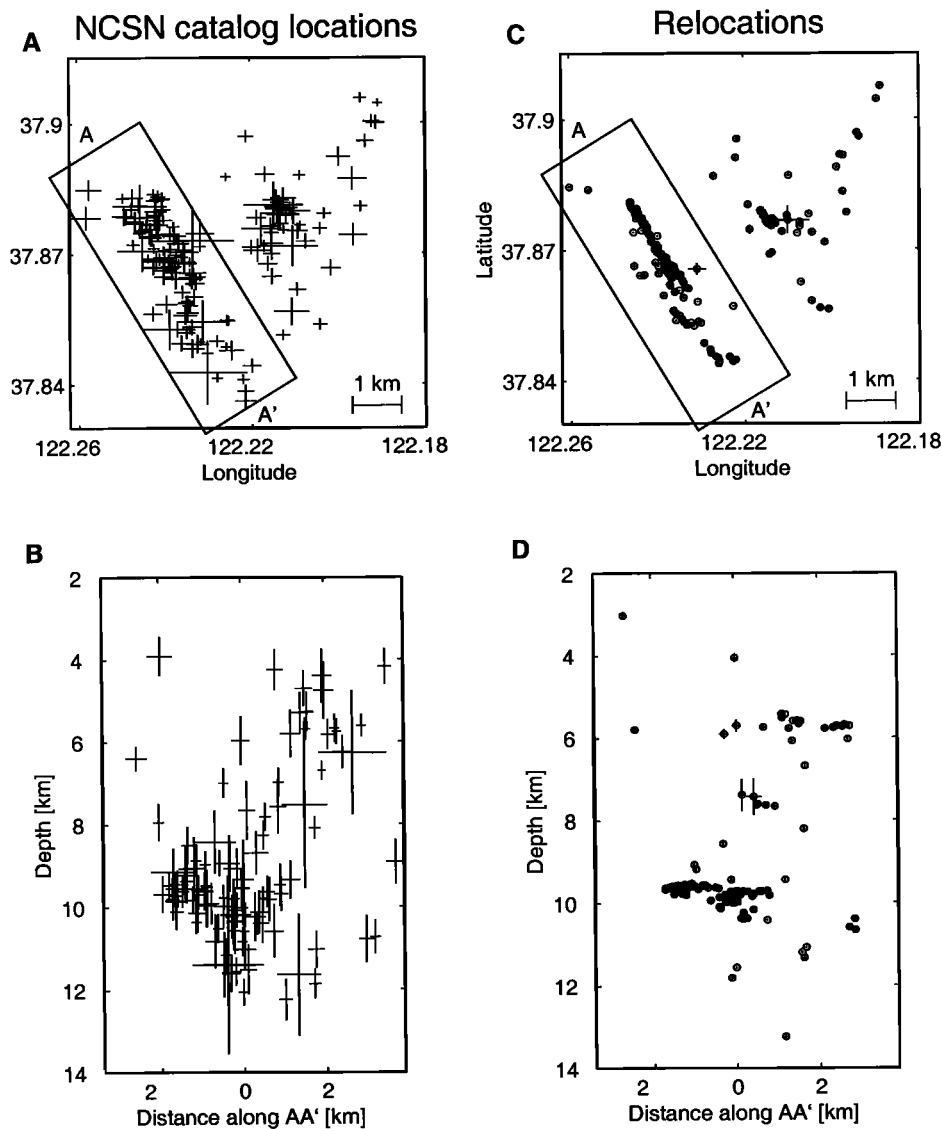 NCSN catalog locations
Relocations
A
C
37.9
37.87
37.84
A
A'
1 km
122.26
122.22
122.18
Longitude
Latitude
37.9
37.87
37.84
A
A'
1 km
122.26
122.22
122.18
Longitude
B
Depth [km]
2
4
6
8
10
12
14
2
0
2
Distance along AA' [km]
D
Depth [km]
2
4
6
8
10
12
14
2
0
2
Distance along AA' [km]